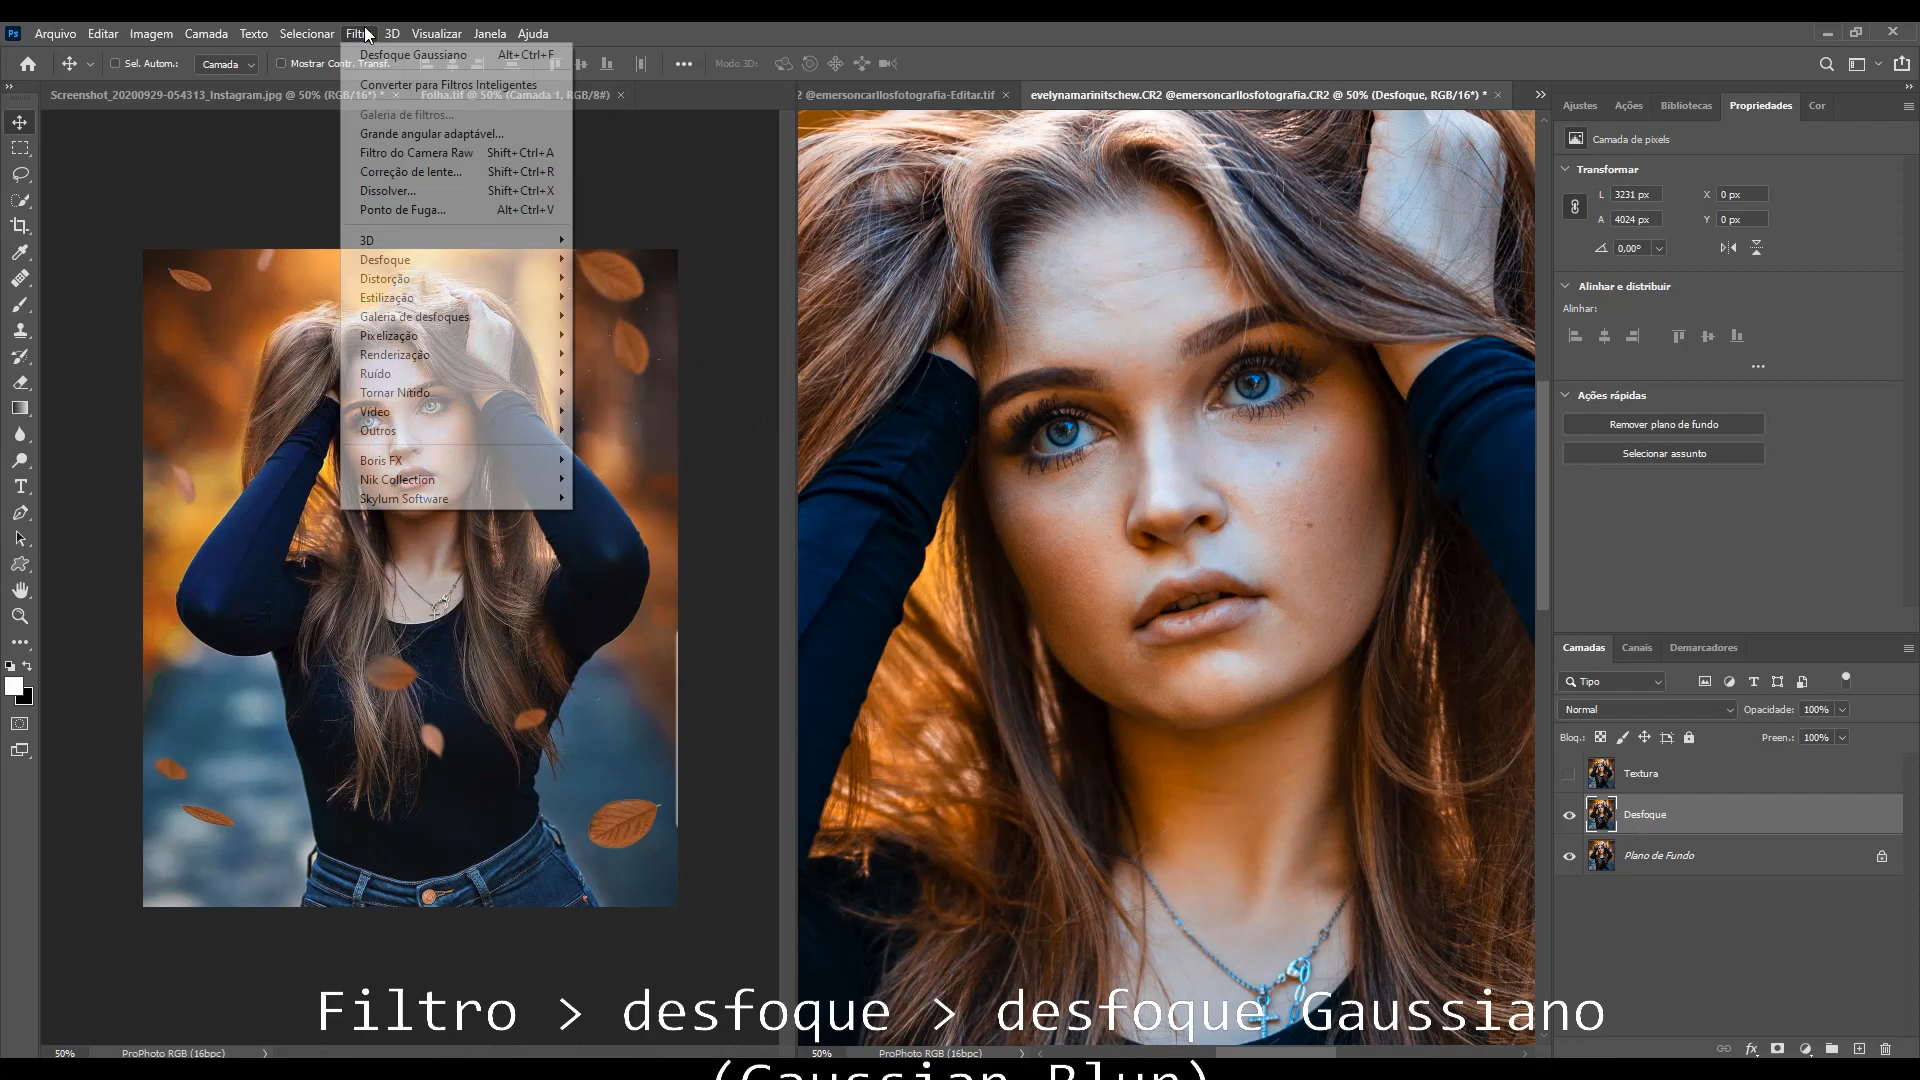 Ps Arquivo Editar Imagem Camada Texto Selecionar Filtro 3D Visualizar Janela Ajuda
Sel. Autom.: Camada Mostrar Contr. Transf. Modo 3D:
Desfoque Gaussiano Alt+Ctrl+F
Converter para Filtros Inteligentes
Galeria de filtros...
Grande angular adaptável...
Filtro do Camera Raw Shift+Ctrl+A
Correção de lente... Shift+Ctrl+R
Dissolver... Shift+Ctrl+X
Ponto de Fuga... Alt+Ctrl+V
3D
Desfoque
Distorção
Estilização
Galeria de desfoques
Pixelização
Renderização
Ruído
Tornar Nítido
Vídeo
Outros
Boris FX
Nik Collection
Skylum Software
Screenshot_20200929-054313_Instagram.jpg @ 50% (RGB/16*) *
Folha.tif @ 50% (Camada 1, RGB/8#)
2 @emersoncarllosfotografia-Editar.tif
evelynamarinitschew.CR2 @emersoncarllosfotografia.CR2 @ 50% (Desfoque, RGB/16*) *
Ajustes Ações Bibliotecas Propriedades Cor
Camada de pixels
Transformar
L 3231 px X 0 px
A 4024 px Y 0 px
0,00°
Alinhar e distribuir
Alinhar:
Ações rápidas
Remover plano de fundo
Selecionar assunto
Camadas Canais Demarcadores
Tipo
Normal Opacidade: 100%
Bloq.: Preen.: 100%
Textura
Desfoque
Plano de Fundo
Filtro > desfoque > desfoque Gaussiano
(Gaussian Blur)
50% ProPhoto RGB (16bpc)
50% ProPhoto RGB (16bpc)